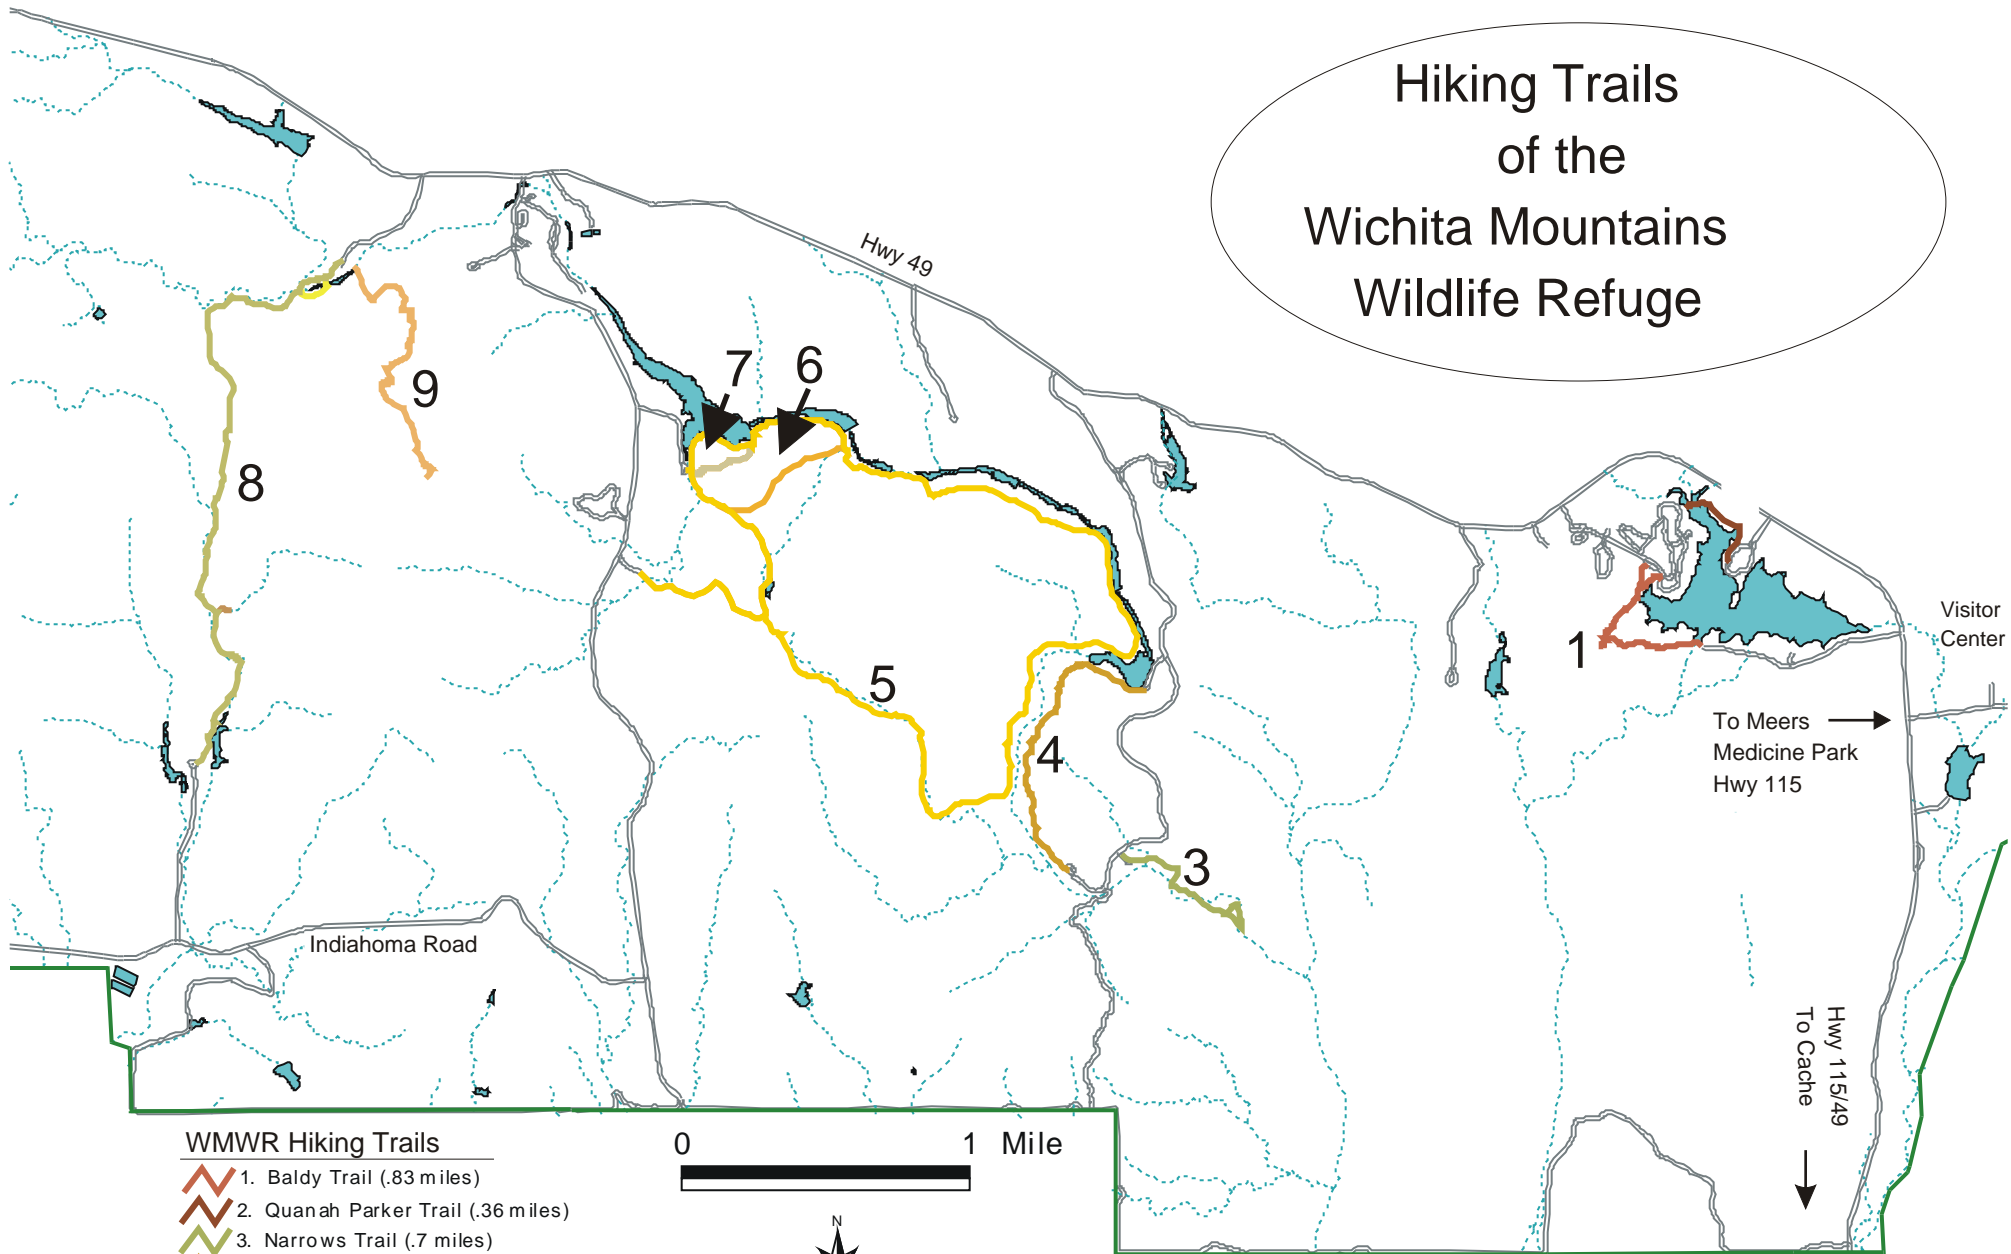 Hiking Trails
of the
Wichita Mountains
Wildlife Refuge
Hwy 49
7
6
9
8
1
Visitor
Center
5
To Meers
Medicine Park
Hwy 115
4
3
Indiahoma Road
Hwy 115/49
To Cache
WMWR Hiking Trails
0 1 Mile
1. Baldy Trail (.83 miles)
2. Quanah Parker Trail (.36 miles)
3. Narrows Trail (.7 miles)
N